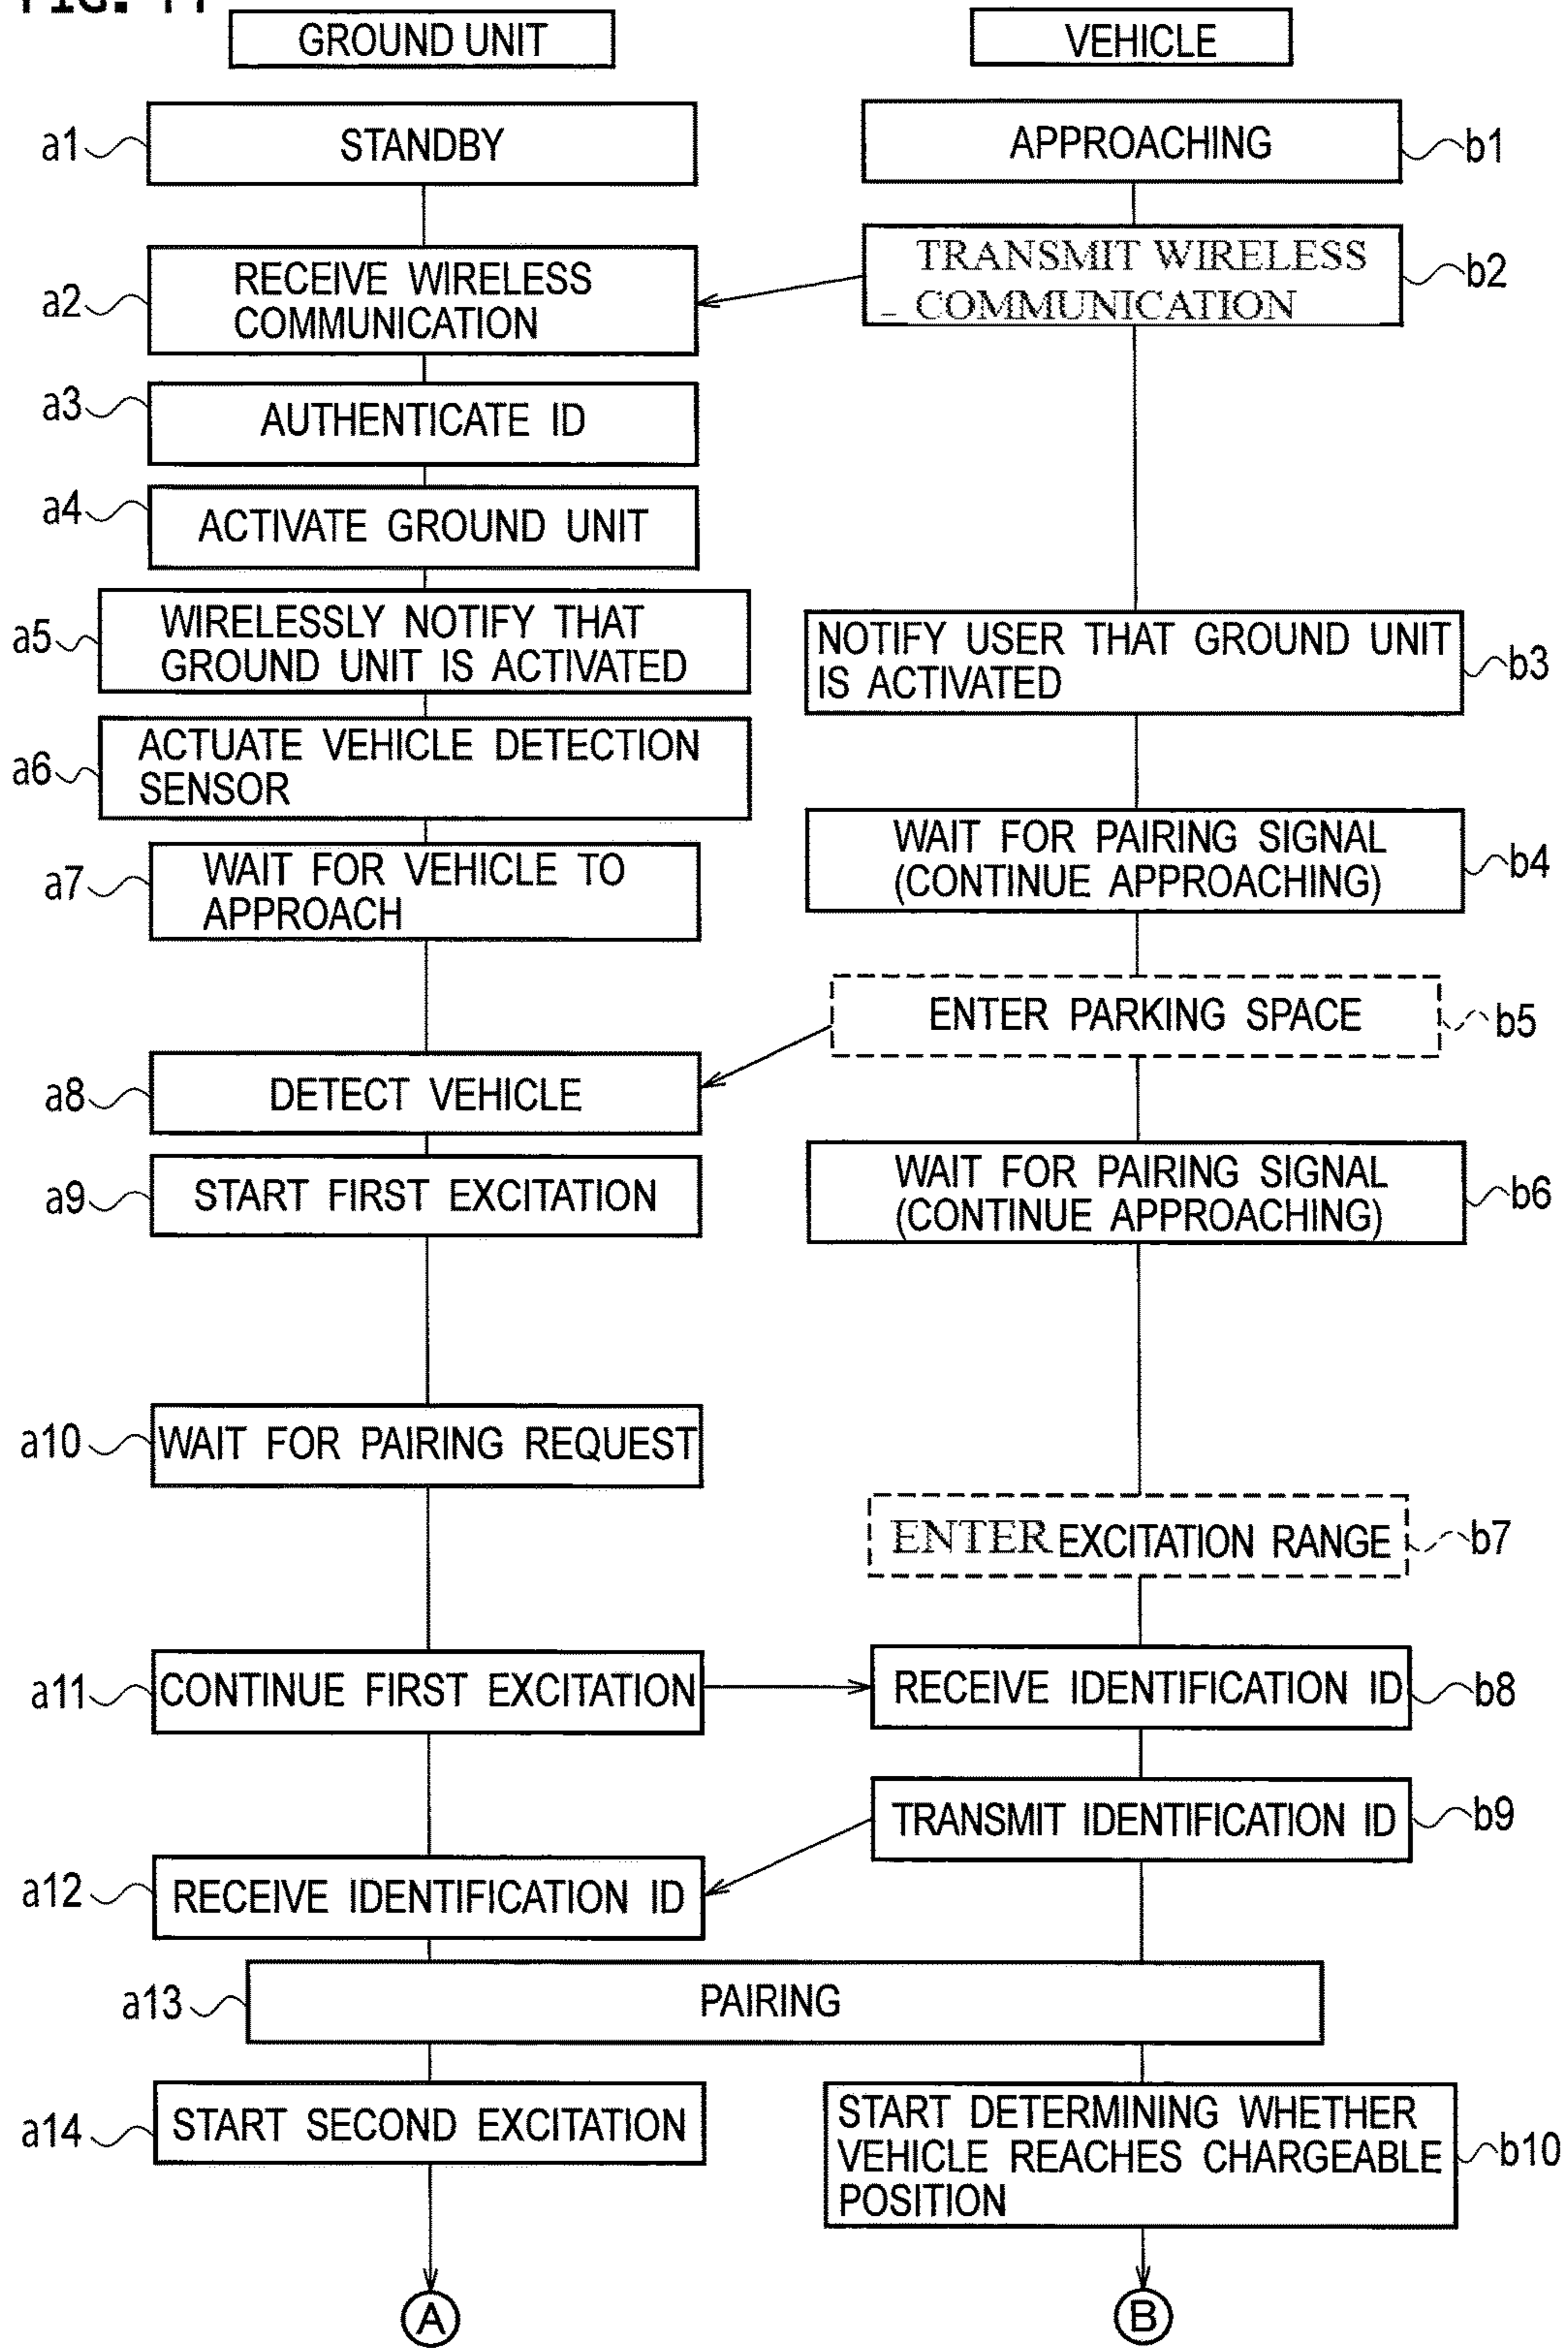 GROUND UNIT
VEHICLE
a1
STANDBY
APPROACHING
b1
a2
RECEIVE WIRELESS
COMMUNICATION
TRANSMIT WIRELESS
COMMUNICATION
b2
a3
AUTHENTICATE ID
a4
ACTIVATE GROUND UNIT
a5
WIRELESSLY NOTIFY THAT
GROUND UNIT IS ACTIVATED
NOTIFY USER THAT GROUND UNIT
IS ACTIVATED
b3
a6
ACTUATE VEHICLE DETECTION
SENSOR
a7
WAIT FOR VEHICLE TO
APPROACH
WAIT FOR PAIRING SIGNAL
(CONTINUE APPROACHING)
b4
ENTER PARKING SPACE
b5
a8
DETECT VEHICLE
a9
START FIRST EXCITATION
WAIT FOR PAIRING SIGNAL
(CONTINUE APPROACHING)
b6
a10
WAIT FOR PAIRING REQUEST
ENTER EXCITATION RANGE
b7
a11
CONTINUE FIRST EXCITATION
RECEIVE IDENTIFICATION ID
b8
TRANSMIT IDENTIFICATION ID
b9
a12
RECEIVE IDENTIFICATION ID
a13
PAIRING
a14
START SECOND EXCITATION
START DETERMINING WHETHER
VEHICLE REACHES CHARGEABLE
POSITION
b10
A
B